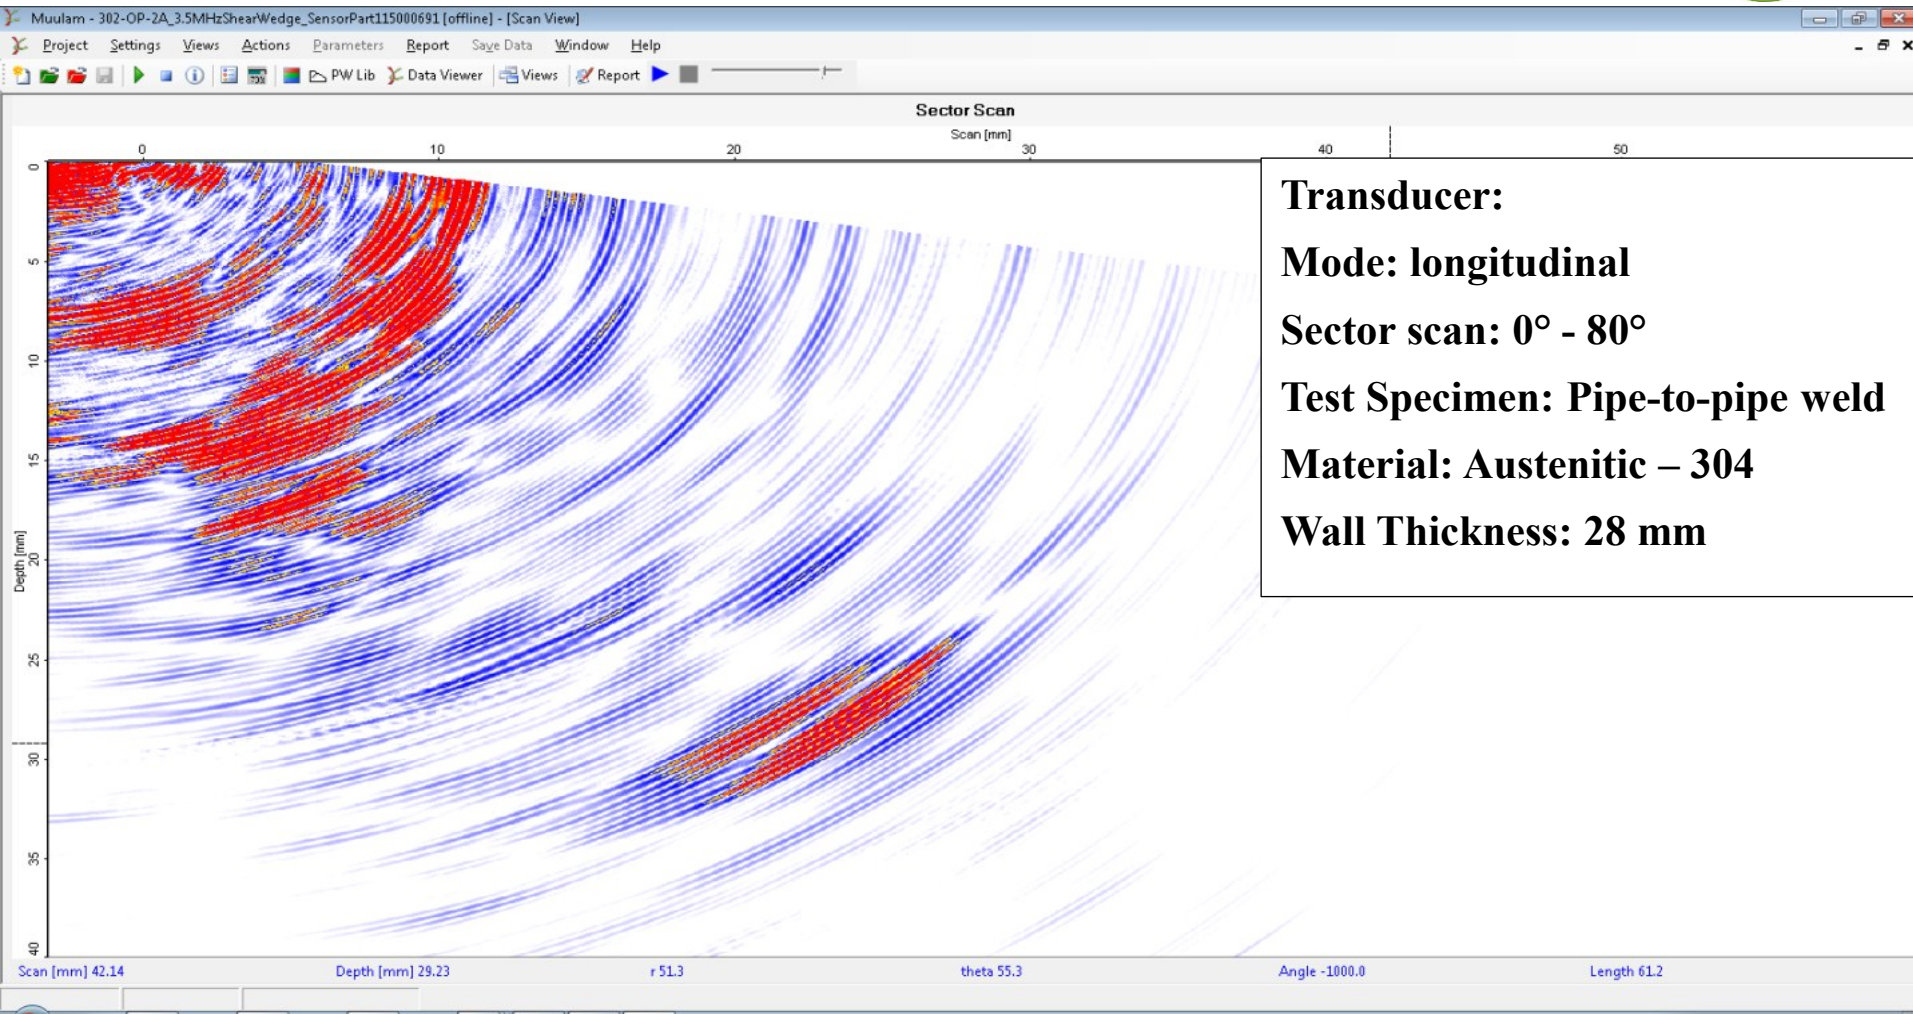 Muulam - 302-OP-2A_3.5MHzShearWedge_SensorPart115000691 [offline] - [Scan View]
Project Settings Views Actions Parameters Report Save Data Window Help
PW Lib Data Viewer Views Report
Sector Scan
Scan [mm]
0 10 20 30 40 50
0
5
10
15
20
25
30
35
40
Depth [mm]
Transducer:
Mode: longitudinal
Sector scan: 0° - 80°
Test Specimen: Pipe-to-pipe weld
Material: Austenitic – 304
Wall Thickness: 28 mm
Scan [mm] 42.14 Depth [mm] 29.23 r 51.3 theta 55.3 Angle -1000.0 Length 61.2